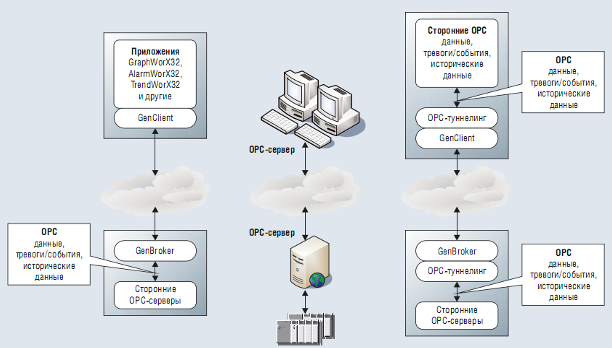 Приложения
GraphWorX32,
AlarmWorX32,
TrendWorX32
и другие
GenClient
OPC
данные,
тревоги/события,
исторические
данные
GenBroker
Сторонние
OPC-серверы
OPC-сервер
OPC-сервер
Сторонние OPC
данные,
тревоги/события,
исторические
данные
OPC
данные,
тревоги/события,
исторические
данные
OPC-туннелинг
GenClient
GenBroker
OPC-туннелинг
OPC
данные,
тревоги/события,
исторические
данные
Сторонние
OPC-серверы